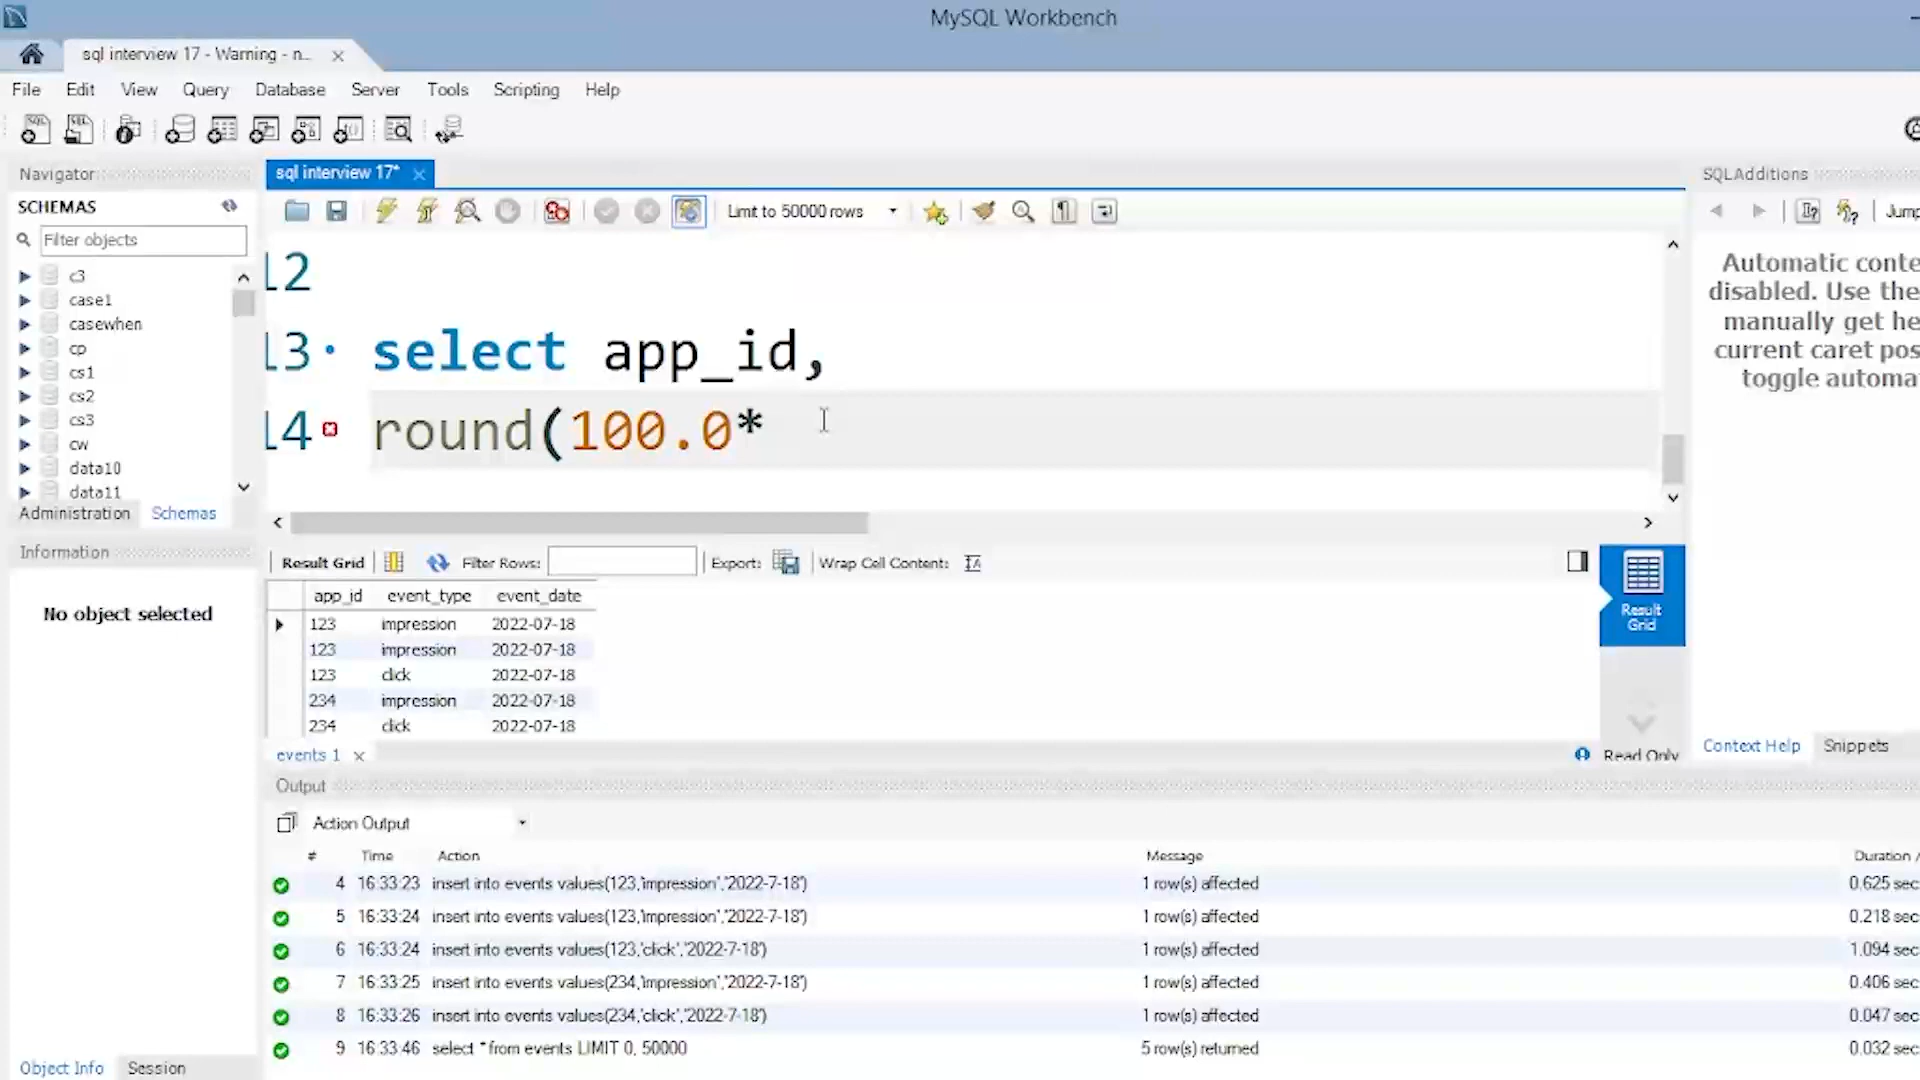 MySQL Workbench
sql interview 17 - Warning - n...
File Edit View Query Database Server Tools Scripting Help
Navigator
SCHEMAS
Filter objects
c3
case1
casewhen
cp
cs1
cs2
cs3
cw
data10
data11
Administration Schemas
Information
No object selected
Object Info Session
sql interview 17*
Limit to 50000 rows
12
13 select app_id,
14 round(100.0*
Result Grid Filter Rows: Export: Wrap Cell Content:
app_id event_type event_date
123 impression 2022-07-18
123 impression 2022-07-18
123 click 2022-07-18
234 impression 2022-07-18
234 click 2022-07-18
Result
Grid
events 1 Read Only
Output
Action Output
# Time Action Message Duration /
4 16:33:23 insert into events values(123,'impression','2022-7-18') 1 row(s) affected 0.625 sec
5 16:33:24 insert into events values(123,'impression','2022-7-18') 1 row(s) affected 0.218 sec
6 16:33:24 insert into events values(123,'click','2022-7-18') 1 row(s) affected 1.094 sec
7 16:33:25 insert into events values(234,'impression','2022-7-18') 1 row(s) affected 0.406 sec
8 16:33:26 insert into events values(234,'click','2022-7-18') 1 row(s) affected 0.047 sec
9 16:33:46 select * from events LIMIT 0, 50000 5 row(s) returned 0.032 sec
SQLAdditions
Jump
Automatic conte
disabled. Use the
manually get he
current caret pos
toggle automa
Context Help Snippets